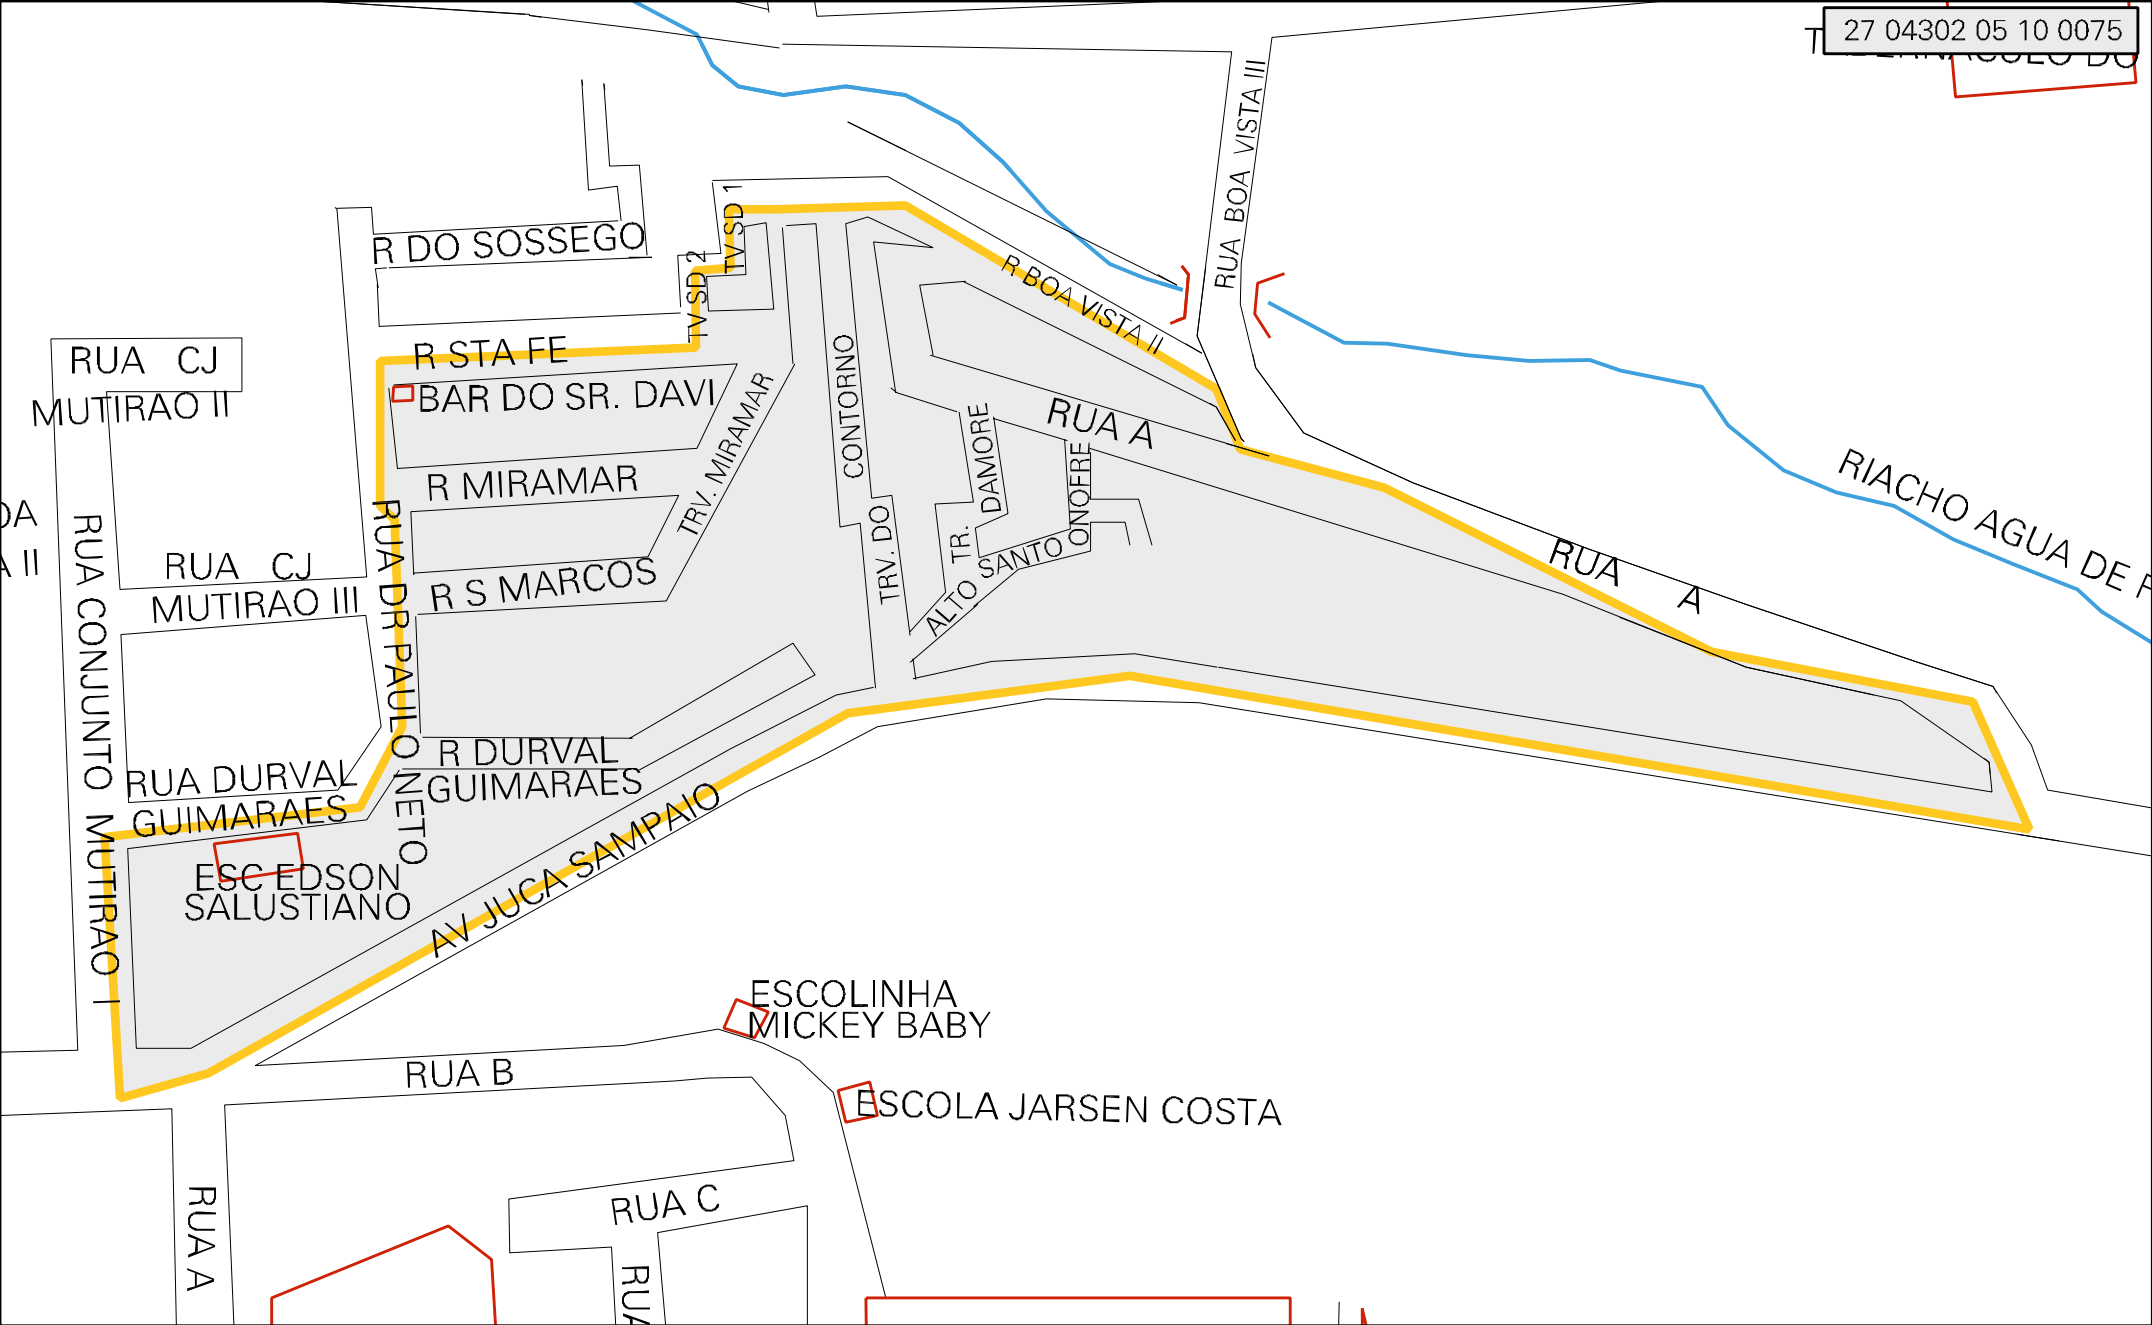 27 04302 05 10 0075
RUA BOA VISTA III
TV SD 1
R DO SOSSEGO
TV SD 2
R BOA VISTA II
R STA FE
RUA CJ
MUTIRAO II
BAR DO SR. DAVI
TRV. MIRAMAR
CONTORNO
TRV. DO
DAMORE
TR.
RUA A
ONOFRE
SANTO
ALTO
R MIRAMAR
RIACHO AGUA DE
RUA CONJUNTO MUTIRAO I
RUA DR PAULO NETO
RUA CJ
MUTIRAO III
R S MARCOS
RUA
A
R DURVAL
GUIMARAES
RUA DURVAL
GUIMARAES
ESC EDSON
SALUSTIANO
AV JUCA SAMPAIO
ESCOLINHA
MICKEY BABY
RUA B
ESCOLA JARSEN COSTA
RUA A
RUA C
RUA